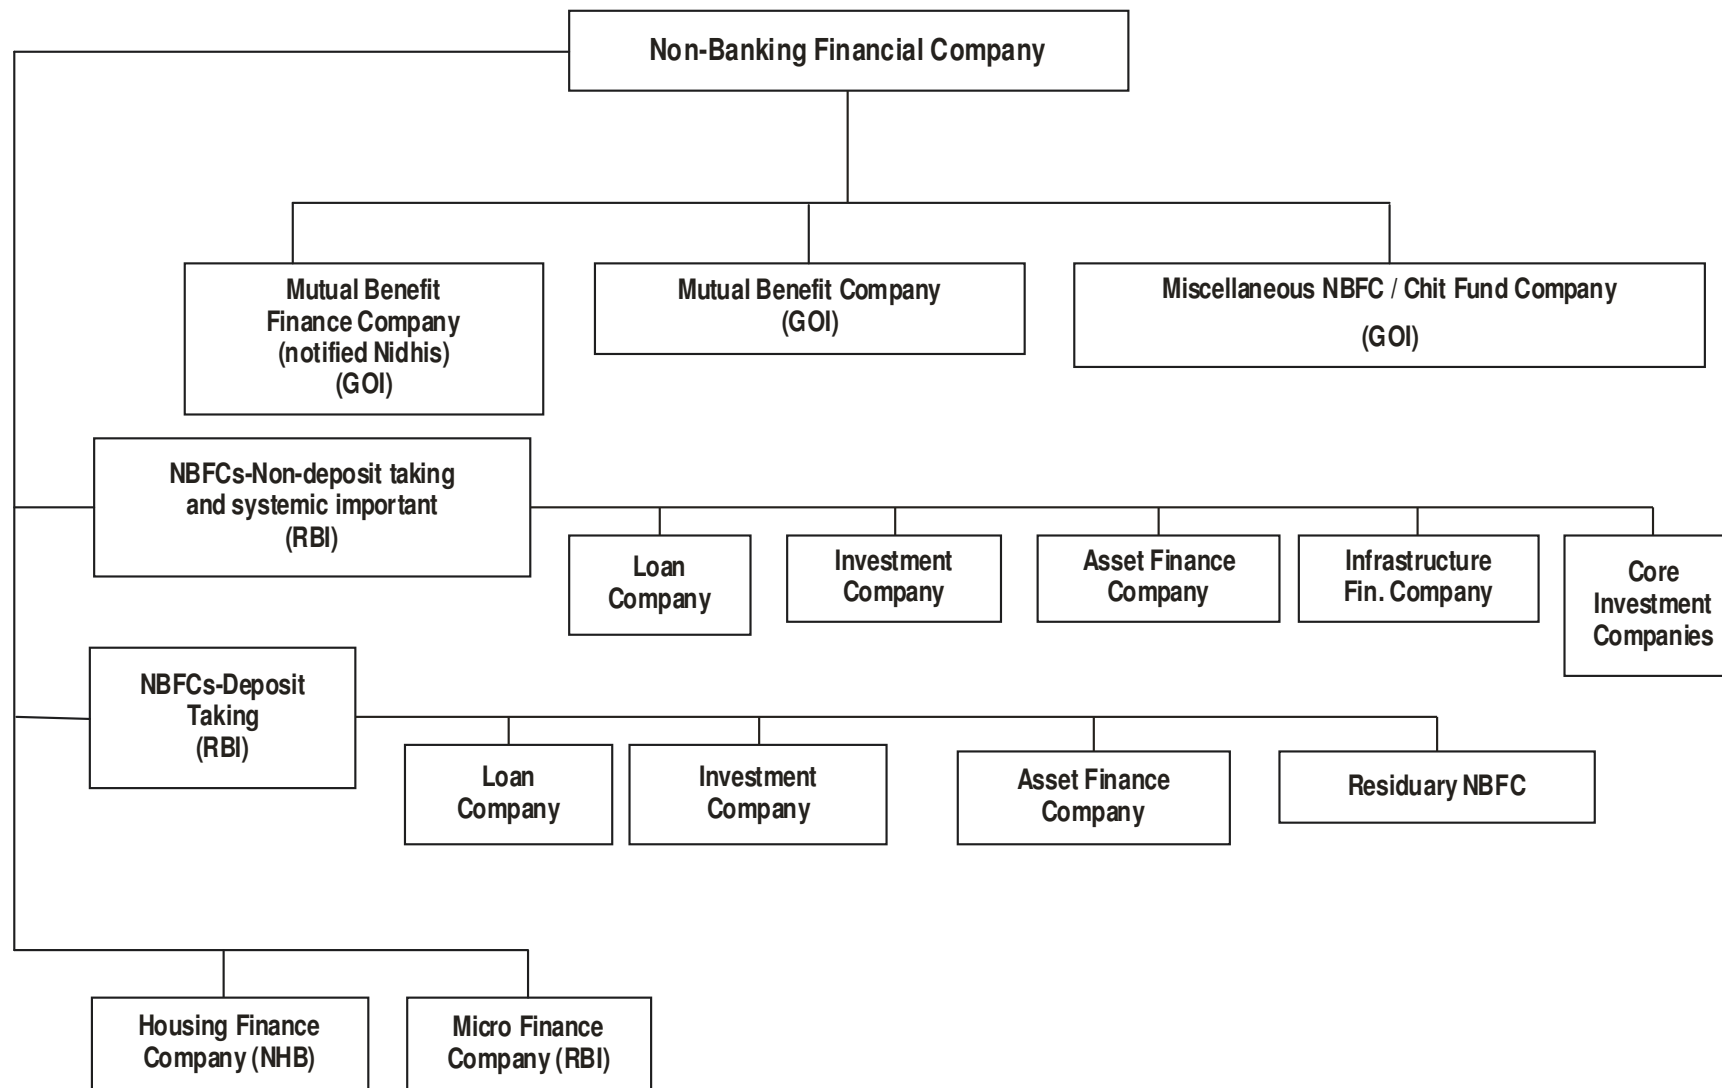 Non-Banking Financial Company
Mutual Benefit
Finance Company
(notified Nidhis)
(GOI)
Mutual Benefit Company
(GOI)
Miscellaneous NBFC / Chit Fund Company
(GOI)
NBFCs-Non-deposit taking
and systemic important
(RBI)
Loan
Company
Investment
Company
Asset Finance
Company
Infrastructure
Fin. Company
Core
Investment
Companies
NBFCs-Deposit
Taking
(RBI)
Loan
Company
Investment
Company
Asset Finance
Company
Residuary NBFC
Housing Finance
Company (NHB)
Micro Finance
Company (RBI)